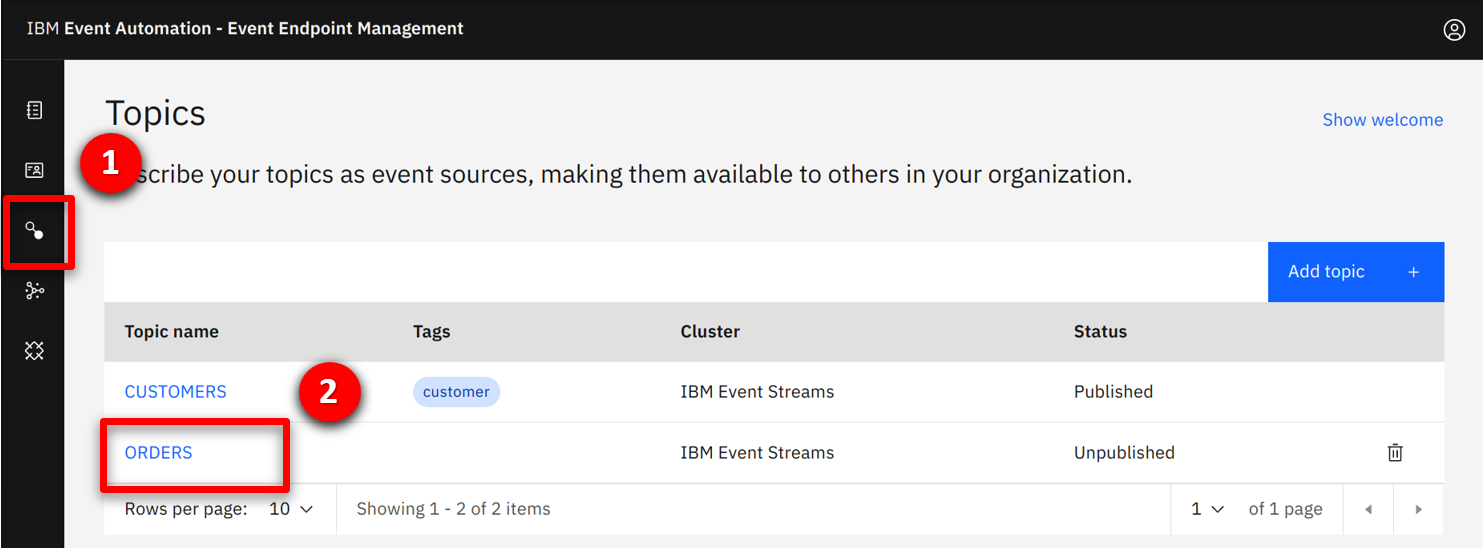 IBM Event Automation - Event Endpoint Management
Topics
Show welcome
1
scribe your topics as event sources, making them available to others in your organization.
Add topic +
Topic name Tags Cluster Status
CUSTOMERS customer IBM Event Streams Published
2
ORDERS IBM Event Streams Unpublished
Rows per page: 10 Showing 1 - 2 of 2 items 1 of 1 page